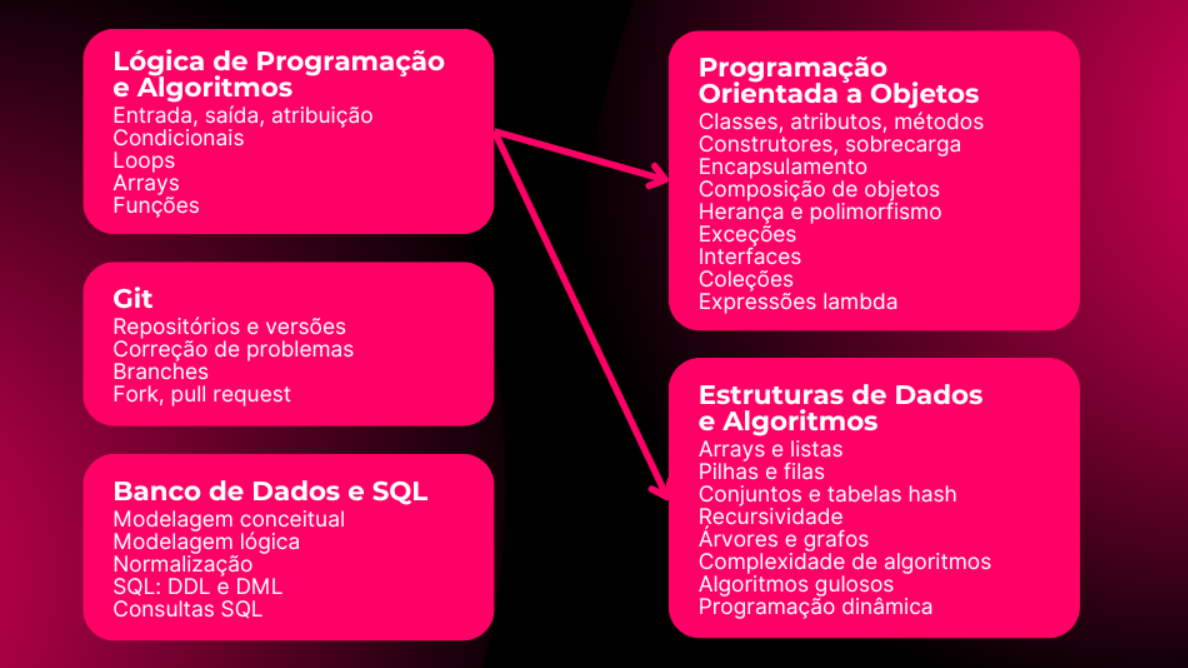 Lógica de Programação
e Algoritmos
Entrada, saída, atribuição
Condicionais
Loops
Arrays
Funções
Git
Repositórios e versões
Correção de problemas
Branches
Fork, pull request
Banco de Dados e SQL
Modelagem conceitual
Modelagem lógica
Normalização
SQL: DDL e DML
Consultas SQL
Programação
Orientada a Objetos
Classes, atributos, métodos
Construtores, sobrecarga
Encapsulamento
Composição de objetos
Herança e polimorfismo
Exceções
Interfaces
Coleções
Expressões lambda
Estruturas de Dados
e Algoritmos
Arrays e listas
Pilhas e filas
Conjuntos e tabelas hash
Recursividade
Árvores e grafos
Complexidade de algoritmos
Algoritmos gulosos
Programação dinâmica